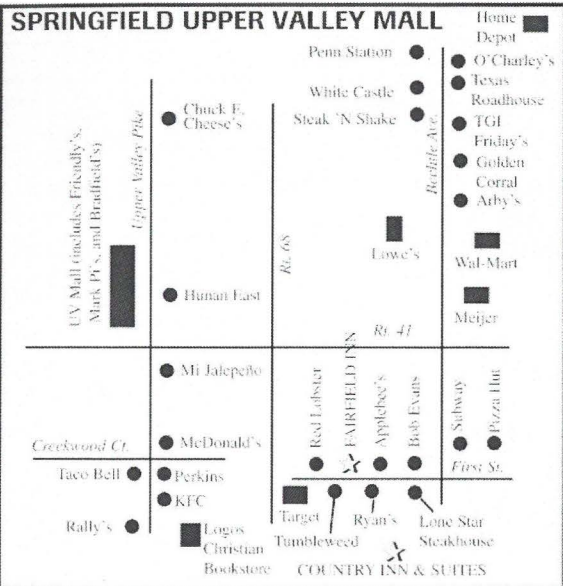 SPRINGFIELD UPPER VALLEY MALL
Home
Depot
Penn Station
O'Charley's
Texas
Roadhouse
White Castle
Chuck E.
Cheese's
Steak 'N Shake
TGI
Friday's
Golden
Corral
Arby's
Upper Valley Pike
Rt. 68
Bechtle Ave.
UV Mall (includes Friendly's,
Mark Pi's, and Bradfield's)
Lowe's
Wal-Mart
Hunan East
Meijer
Rt. 41
Mi Jalepeño
Red Lobster
FAIRFIELD INN
Applebee's
Bob Evans
Subway
Pizza Hut
Creekwood Ct.
McDonald's
First St.
Taco Bell
Perkins
KFC
Rally's
Logos
Christian
Bookstore
Target
Tumbleweed
Ryan's
Lone Star
Steakhouse
COUNTRY INN & SUITES